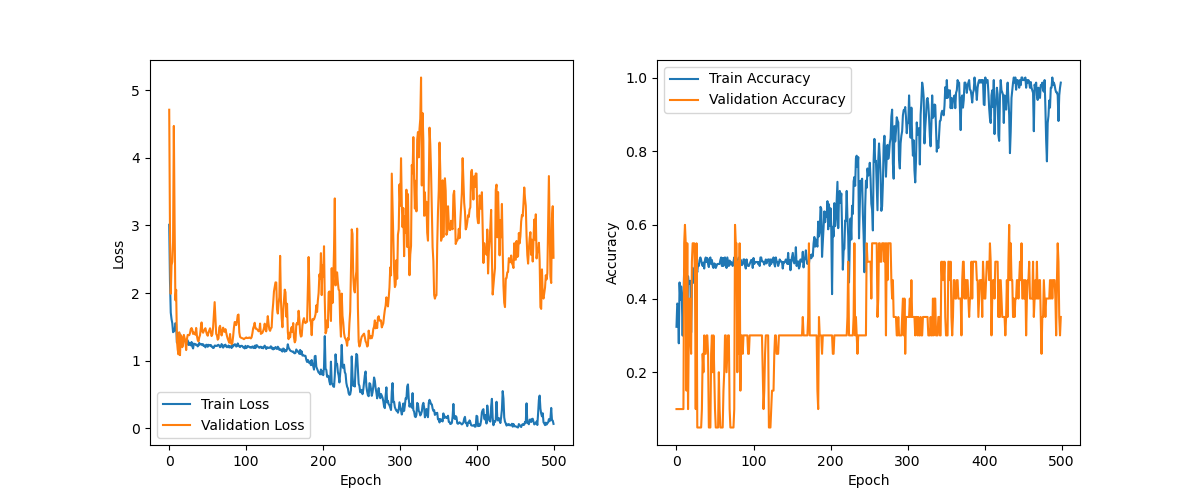 Loss
5
4
3
2
1
0
Train Loss
Validation Loss
0 100 200 300 400 500
Epoch
Accuracy
1.0
0.8
0.6
0.4
0.2
Train Accuracy
Validation Accuracy
0 100 200 300 400 500
Epoch